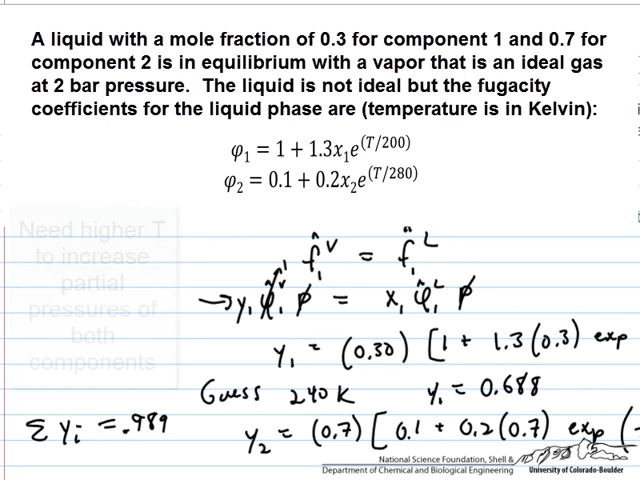 A liquid with a mole fraction of 0.3 for component 1 and 0.7 for
component 2 is in equilibrium with a vapor that is an ideal gas
at 2 bar pressure. The liquid is not ideal but the fugacity
coefficients for the liquid phase are (temperature is in Kelvin):
φ₁ = 1 + 1.3x₁e^(T/200)
φ₂ = 0.1 + 0.2x₂e^(T/280)
Need higher T
to increase
partial
pressures of
both
components
f̂₁ⱽ = f̂₁ᴸ
→ y₁ φ̂₁ⱽ P = x₁ φ̂₁ᴸ P
y₁ = (0.30) [1 + 1.3(0.3) exp
Guess 240 K y₁ = 0.688
Σ yᵢ = .989
y₂ = (0.7) [0.1 + 0.2(0.7) exp (
National Science Foundation, Shell &
Department of Chemical and Biological Engineering
University of Colorado-Boulder